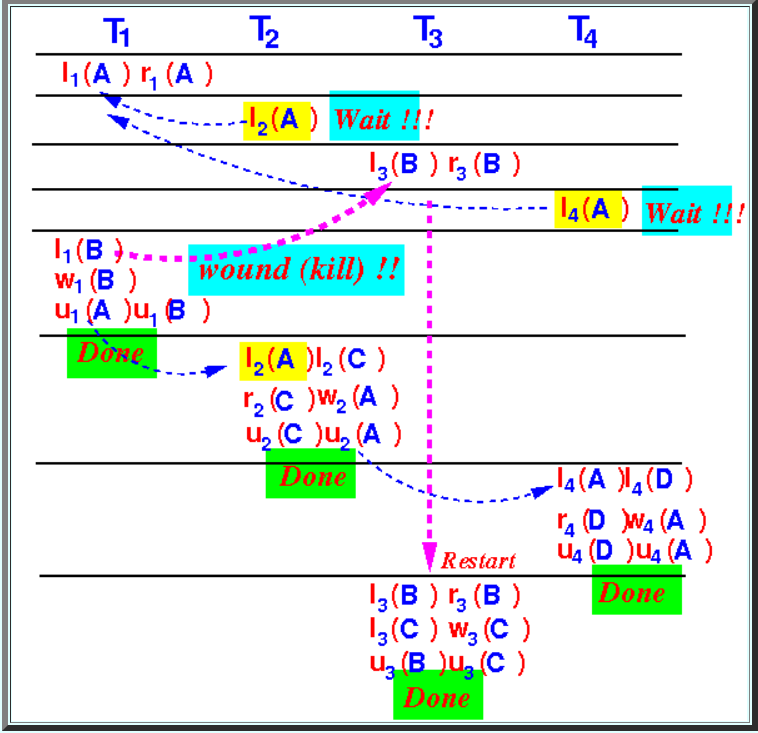 T1 T2 T3 T4
l1(A) r1(A)
l2(A) Wait !!!
l3(B) r3(B)
l4(A) Wait !!!
l1(B)
wound (kill) !!
w1(B)
u1(A)u1(B)
Done
l2(A)l2(C)
r2(C)w2(A)
u2(C)u2(A)
Done
l4(A)l4(D)
r4(D)w4(A)
u4(D)u4(A)
Done
Restart
l3(B) r3(B)
l3(C) w3(C)
u3(B)u3(C)
Done